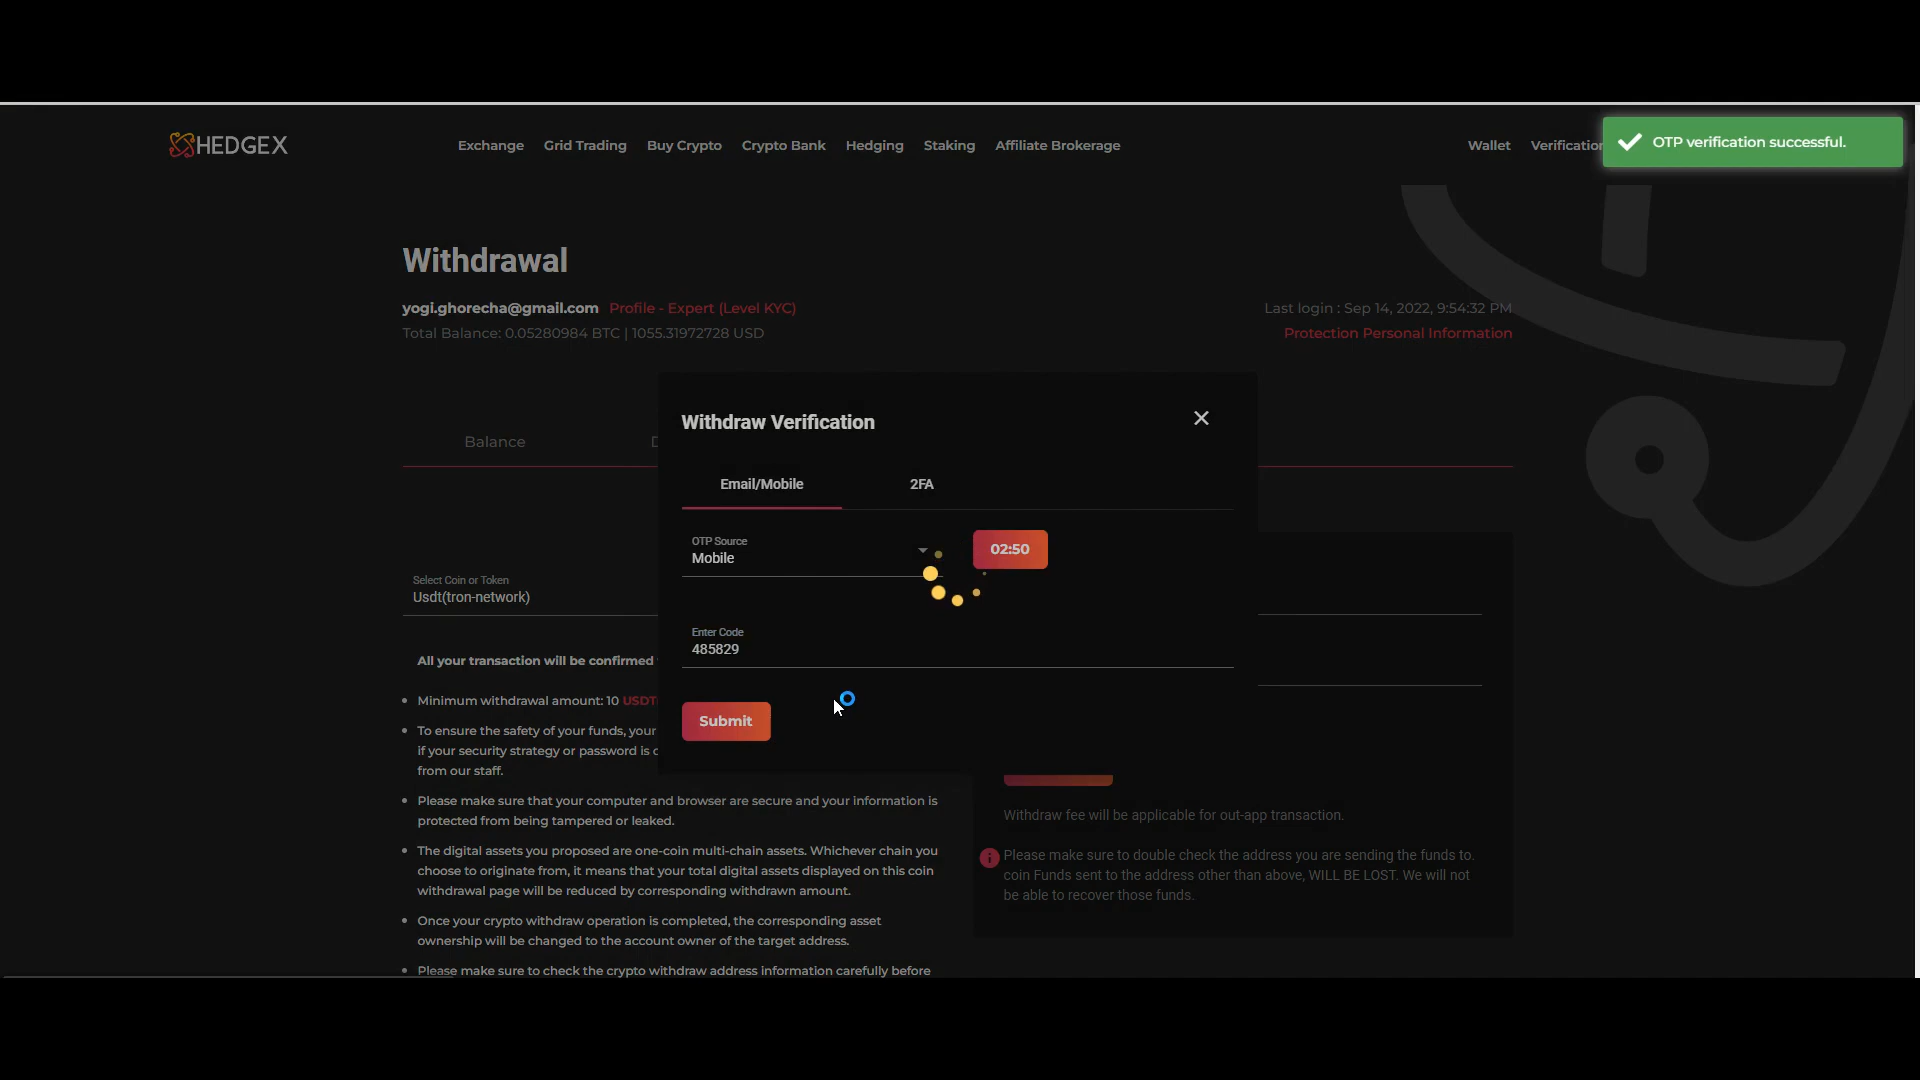 HEDGEX
Exchange Grid Trading Buy Crypto Crypto Bank Hedging Staking Affiliate Brokerage
Wallet Verification
OTP verification successful.
Withdrawal
yogi.ghorecha@gmail.com Profile - Expert (Level KYC)
Last login : Sep 14, 2022, 9:54:32 PM
Total Balance: 0.05280984 BTC | 1055.31972728 USD
Protection Personal Information
Balance
Withdraw Verification
Email/Mobile 2FA
OTP Source
Mobile
02:50
Enter Code
485829
Submit
Select Coin or Token
Usdt(tron-network)
All your transaction will be confirmed
Minimum withdrawal amount: 10
To ensure the safety of your funds, your
if your security strategy or password is
from our staff.
Please make sure that your computer and browser are secure and your information is
protected from being tampered or leaked.
The digital assets you proposed are one-coin multi-chain assets. Whichever chain you
choose to originate from, it means that your total digital assets displayed on this coin
withdrawal page will be reduced by corresponding withdrawn amount.
Once your crypto withdraw operation is completed, the corresponding asset
ownership will be changed to the account owner of the target address.
Please make sure to check the crypto withdraw address information carefully before
Withdraw fee will be applicable for out-app transaction.
Please make sure to double check the address you are sending the funds to.
coin Funds sent to the address other than above, WILL BE LOST. We will not
be able to recover those funds.